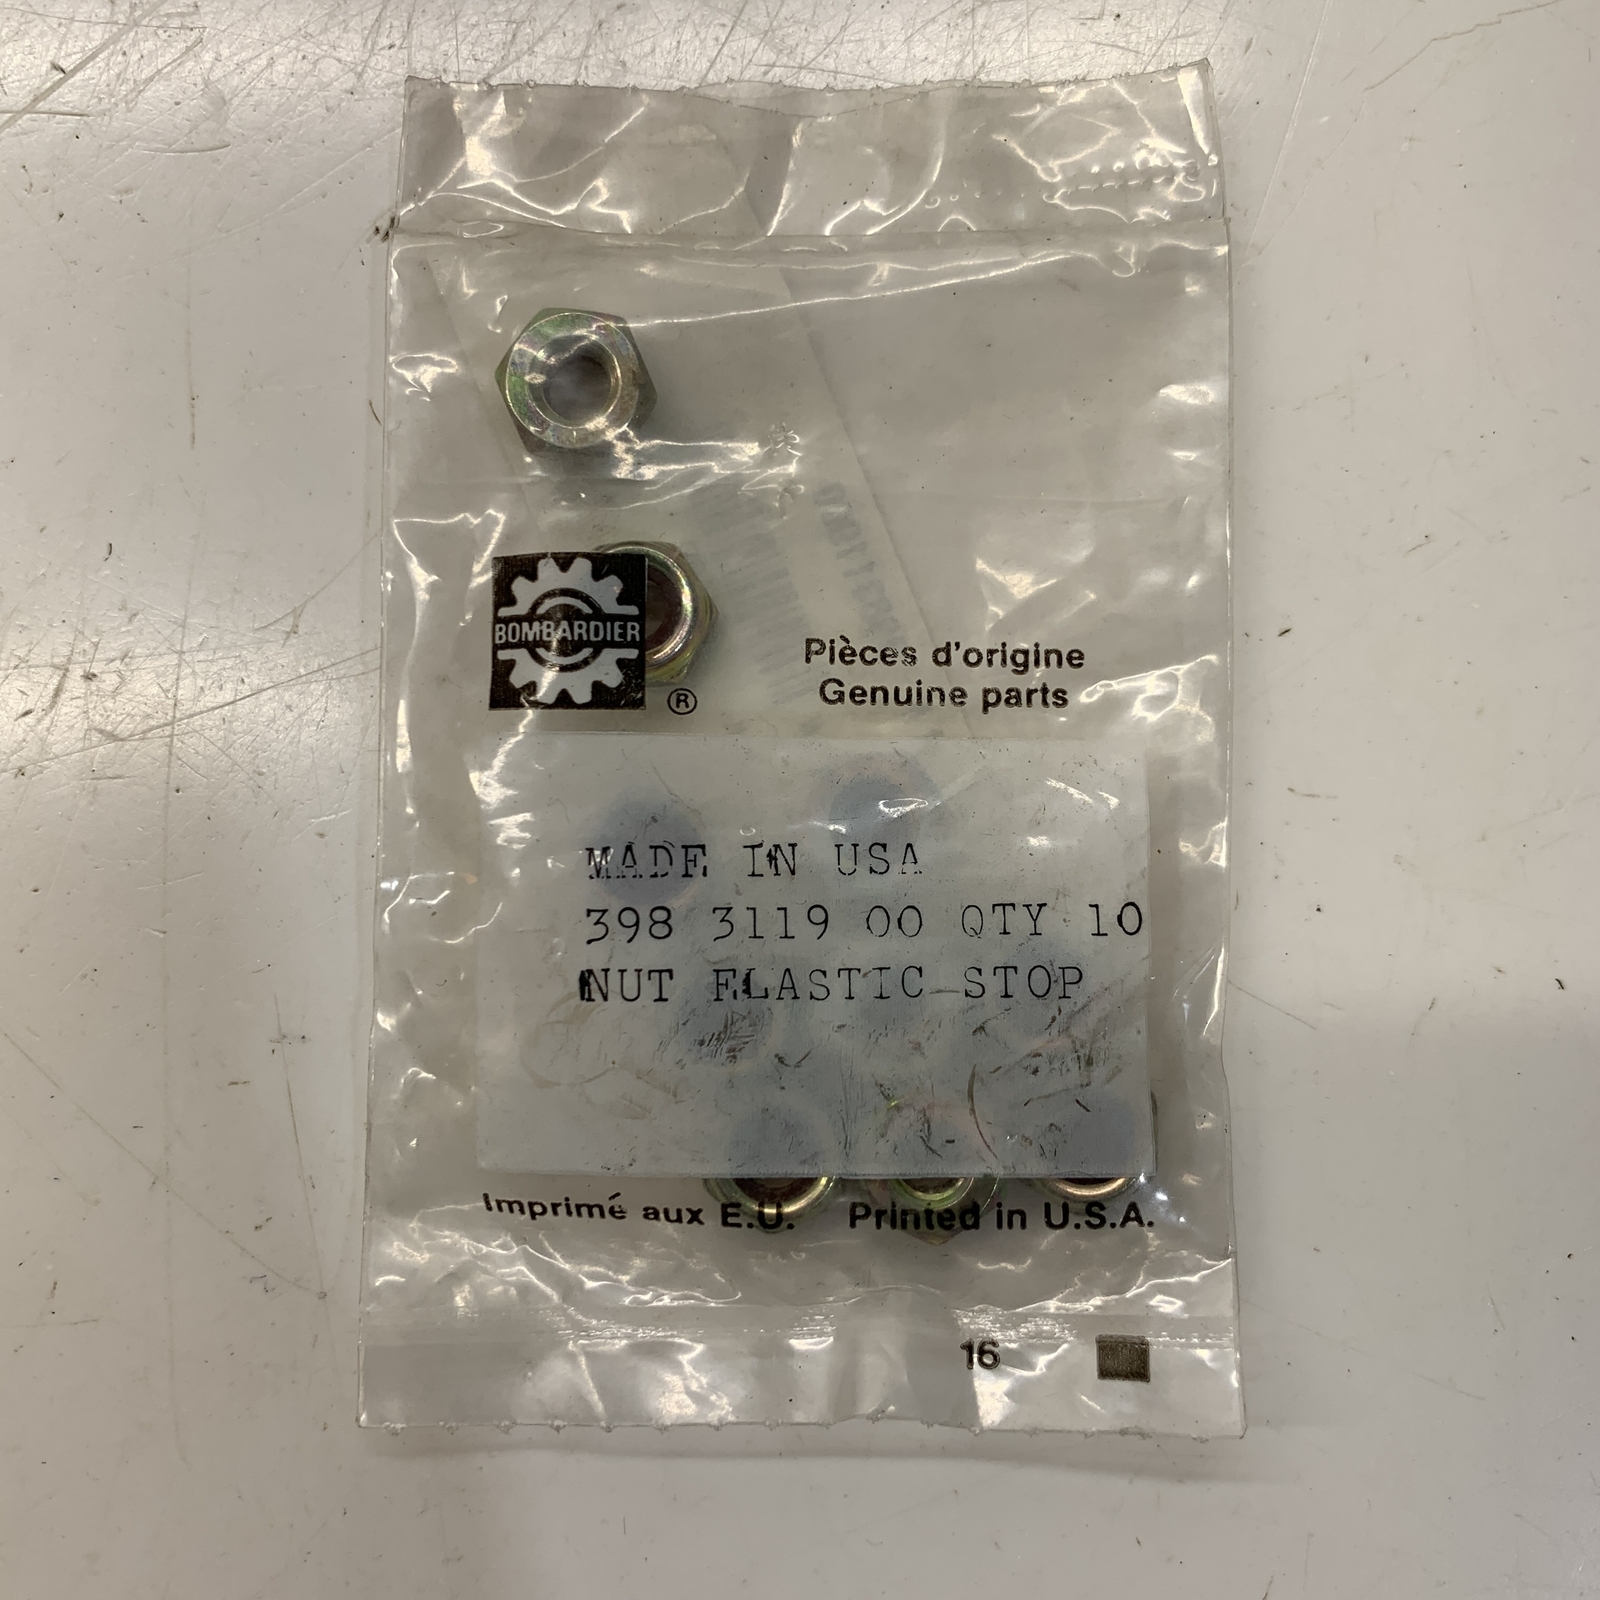 BOMBARDIER
®
Pièces d'origine
Genuine parts
MADE IN USA
398 3119 00 QTY 10
NUT ELASTIC STOP
Imprimé aux E.U. Printed in U.S.A.
16